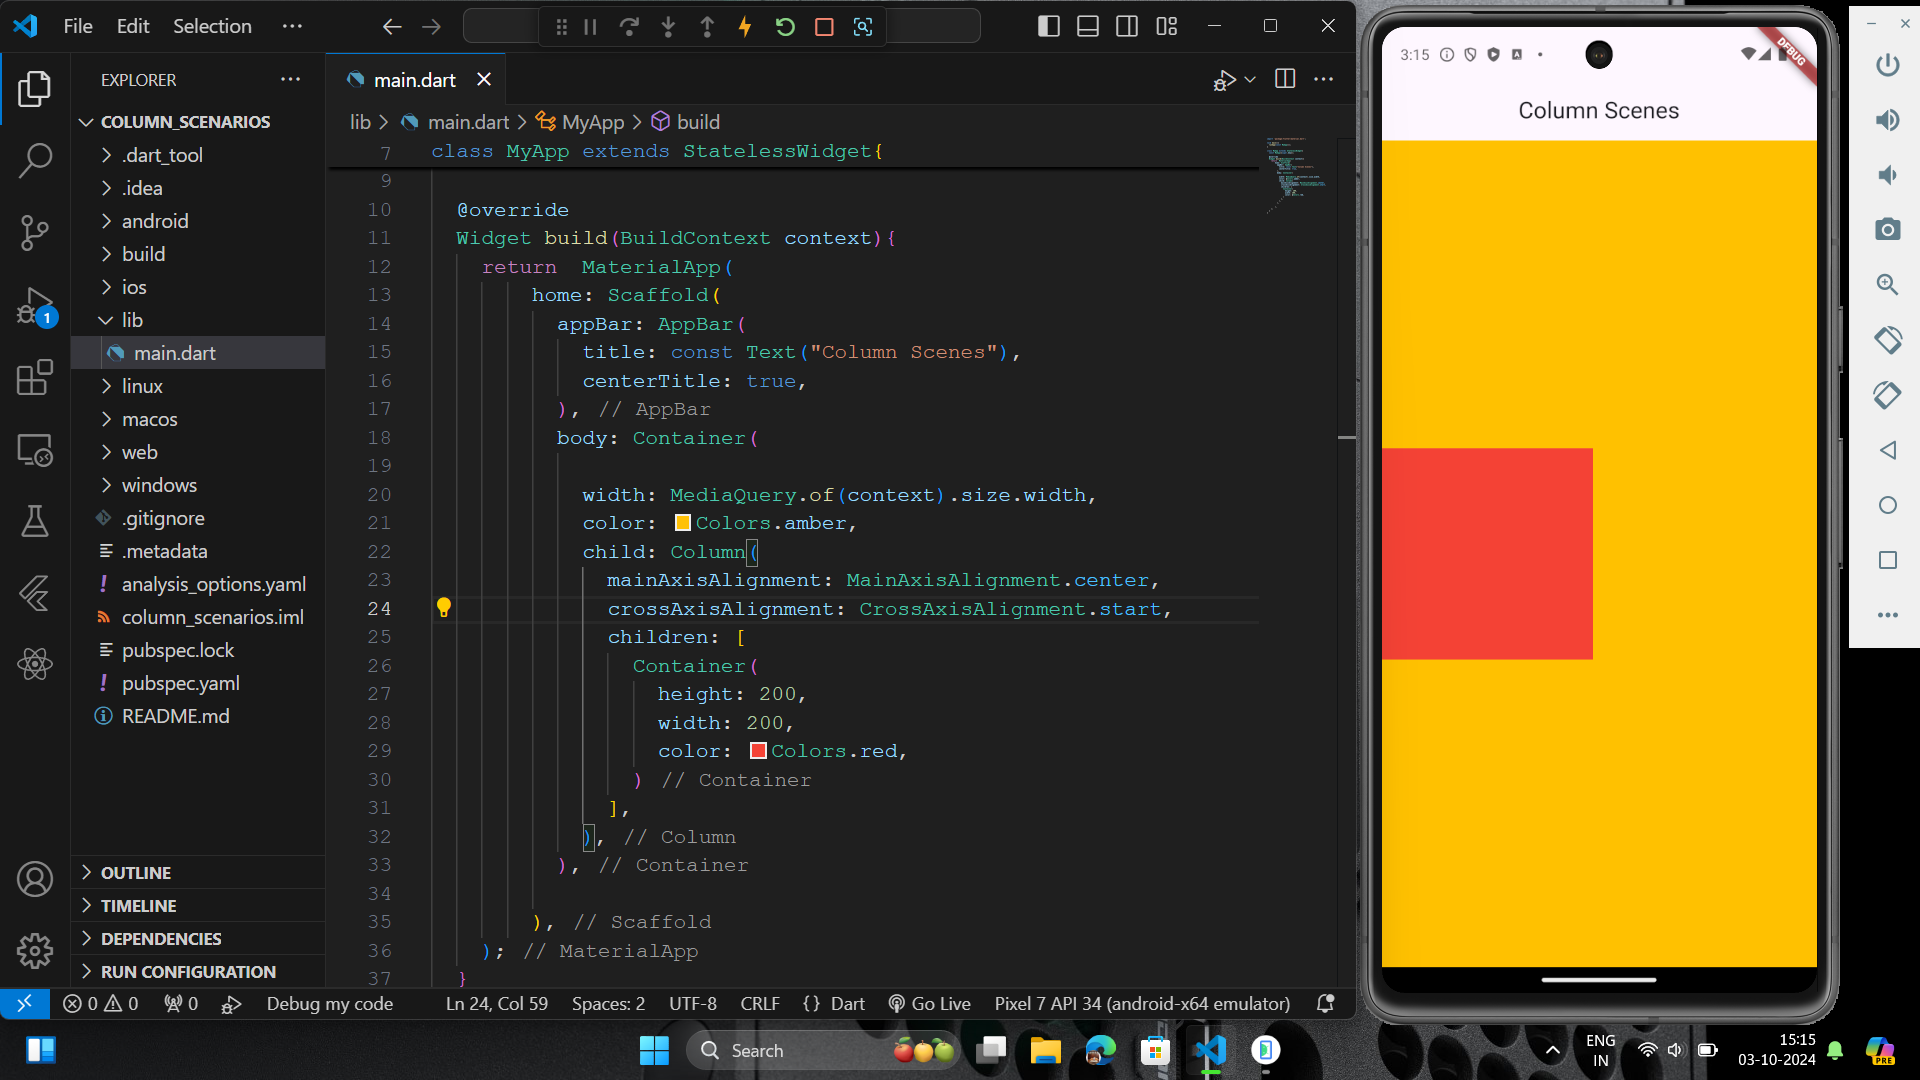 File Edit Selection ···
EXPLORER
COLUMN_SCENARIOS
.dart_tool
.idea
android
build
ios
lib
main.dart
linux
macos
web
windows
.gitignore
.metadata
analysis_options.yaml
column_scenarios.iml
pubspec.lock
pubspec.yaml
README.md
OUTLINE
TIMELINE
DEPENDENCIES
RUN CONFIGURATION
1
main.dart
lib > main.dart > MyApp > build
7 class MyApp extends StatelessWidget{
9
10 @override
11 Widget build(BuildContext context){
12 return  MaterialApp(
13 home: Scaffold(
14 appBar: AppBar(
15 title: const Text("Column Scenes"),
16 centerTitle: true,
17 ), // AppBar
18 body: Container(
19
20 width: MediaQuery.of(context).size.width,
21 color: Colors.amber,
22 child: Column(
23 mainAxisAlignment: MainAxisAlignment.center,
24 crossAxisAlignment: CrossAxisAlignment.start,
25 children: [
26 Container(
27 height: 200,
28 width: 200,
29 color: Colors.red,
30 ) // Container
31 ],
32 ), // Column
33 ), // Container
34
35 ), // Scaffold
36 ); // MaterialApp
37 }
0 0 0 Debug my code Ln 24, Col 59 Spaces: 2 UTF-8 CRLF {} Dart Go Live Pixel 7 API 34 (android-x64 emulator)
3:15
DEBUG
Column Scenes
Search
ENG
IN
15:15
03-10-2024
PRE